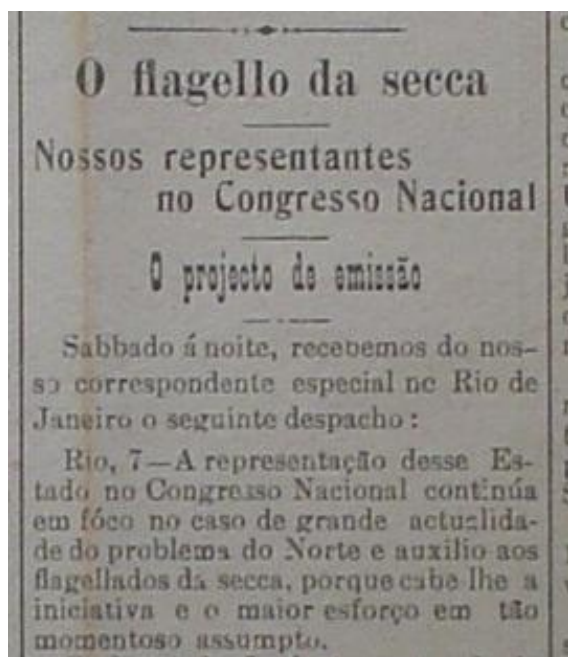 O flagello da secca
Nossos representantes
no Congresso Nacional
O projecto de emissão
Sabbado á noite, recebemos do nos-
so correspondente especial no Rio de
Janeiro o seguinte despacho:
Rio, 7—A representação desse Es-
tado no Congresso Nacional continúa
em fóco no caso de grande actualida-
de do problema do Norte e auxilio aos
flagellados da secca, porque cabe lhe a
iniciativa e o maior esforço em tão
momentoso assumpto.